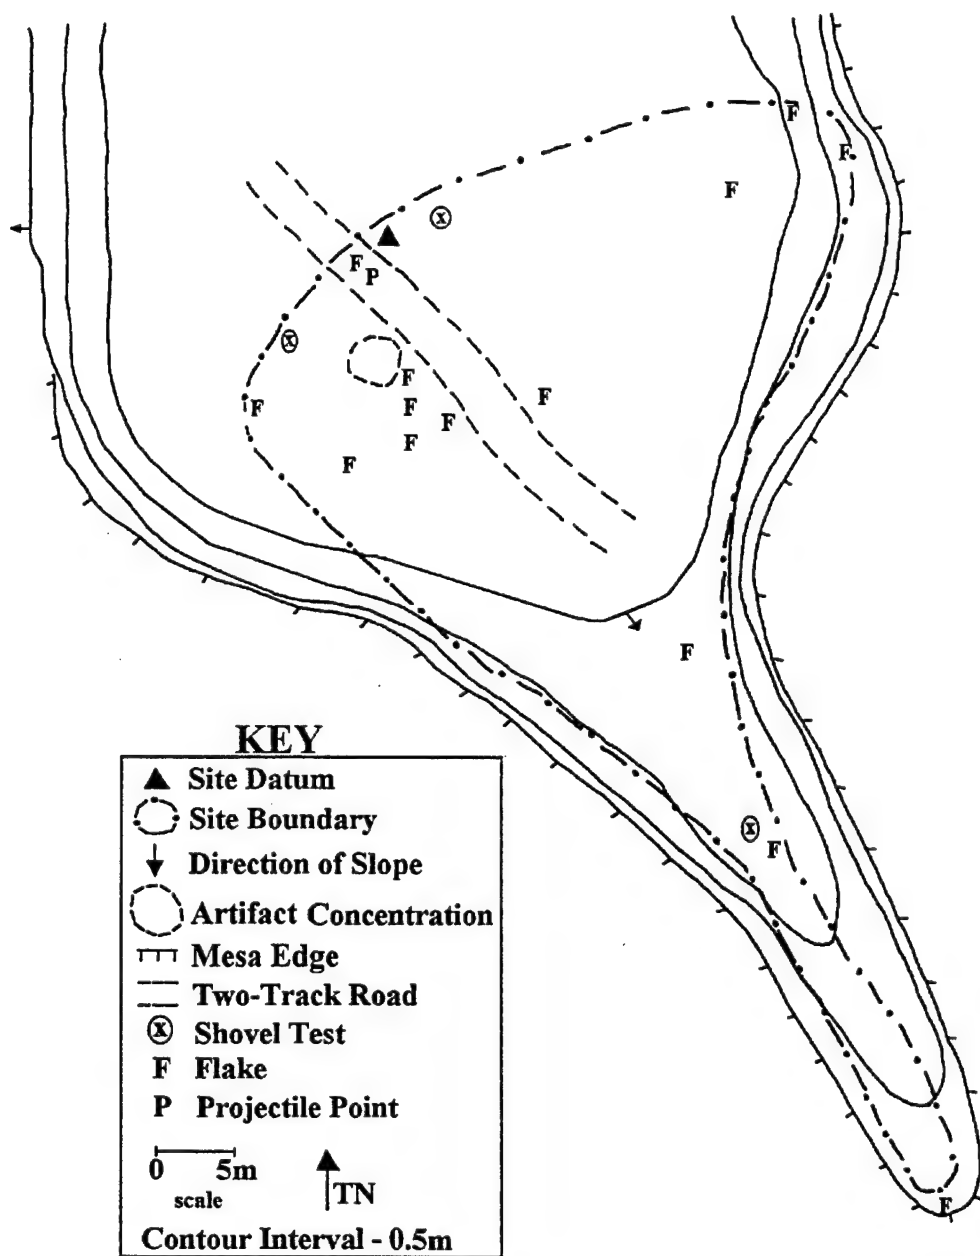 F
F
F
x
F
P
x
F
F
F
F
F
F
F
F
KEY
Site Datum
Site Boundary
Direction of Slope
Artifact Concentration
Mesa Edge
Two-Track Road
x Shovel Test
F Flake
P Projectile Point
0 5m
scale
TN
Contour Interval - 0.5m
x
F
F